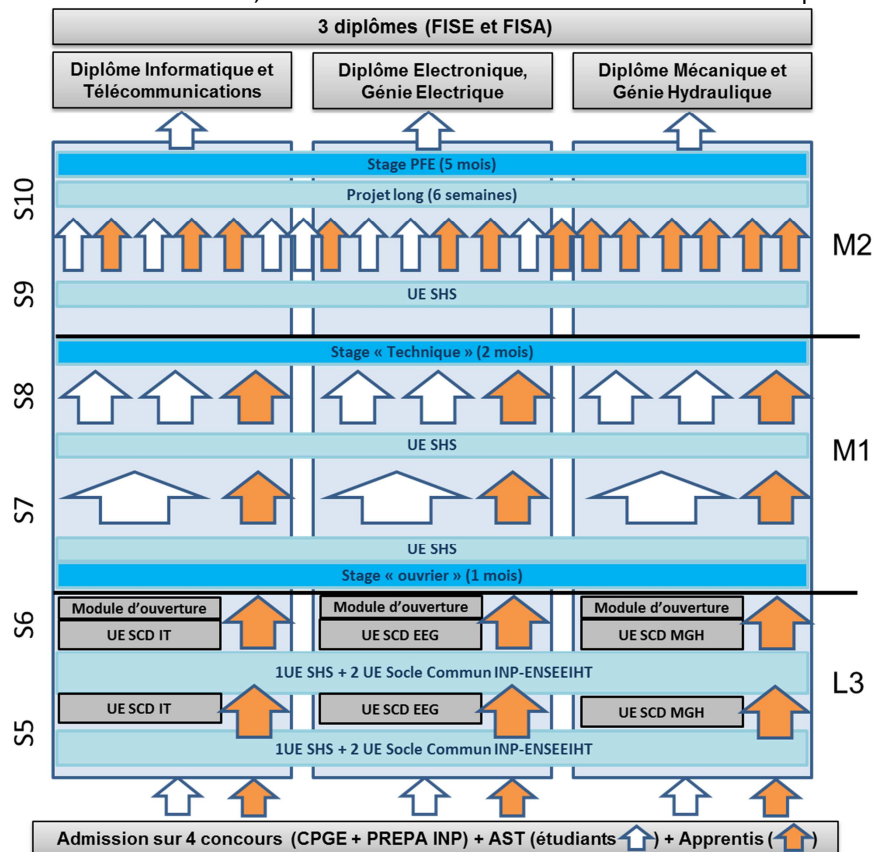 3 diplômes (FISE et FISA)
Diplôme Informatique et
Télécommunications
Diplôme Electronique,
Génie Electrique
Diplôme Mécanique et
Génie Hydraulique
S10
Stage PFE (5 mois)
Projet long (6 semaines)
M2
S9
UE SHS
Stage « Technique » (2 mois)
S8
UE SHS
M1
S7
UE SHS
Stage « ouvrier » (1 mois)
S6
Module d'ouverture
Module d'ouverture
Module d'ouverture
UE SCD IT
UE SCD EEG
UE SCD MGH
1UE SHS + 2 UE Socle Commun INP-ENSEEIHT
L3
S5
UE SCD IT
UE SCD EEG
UE SCD MGH
1UE SHS + 2 UE Socle Commun INP-ENSEEIHT
Admission sur 4 concours (CPGE + PREPA INP) + AST (étudiants ) + Apprentis ( )